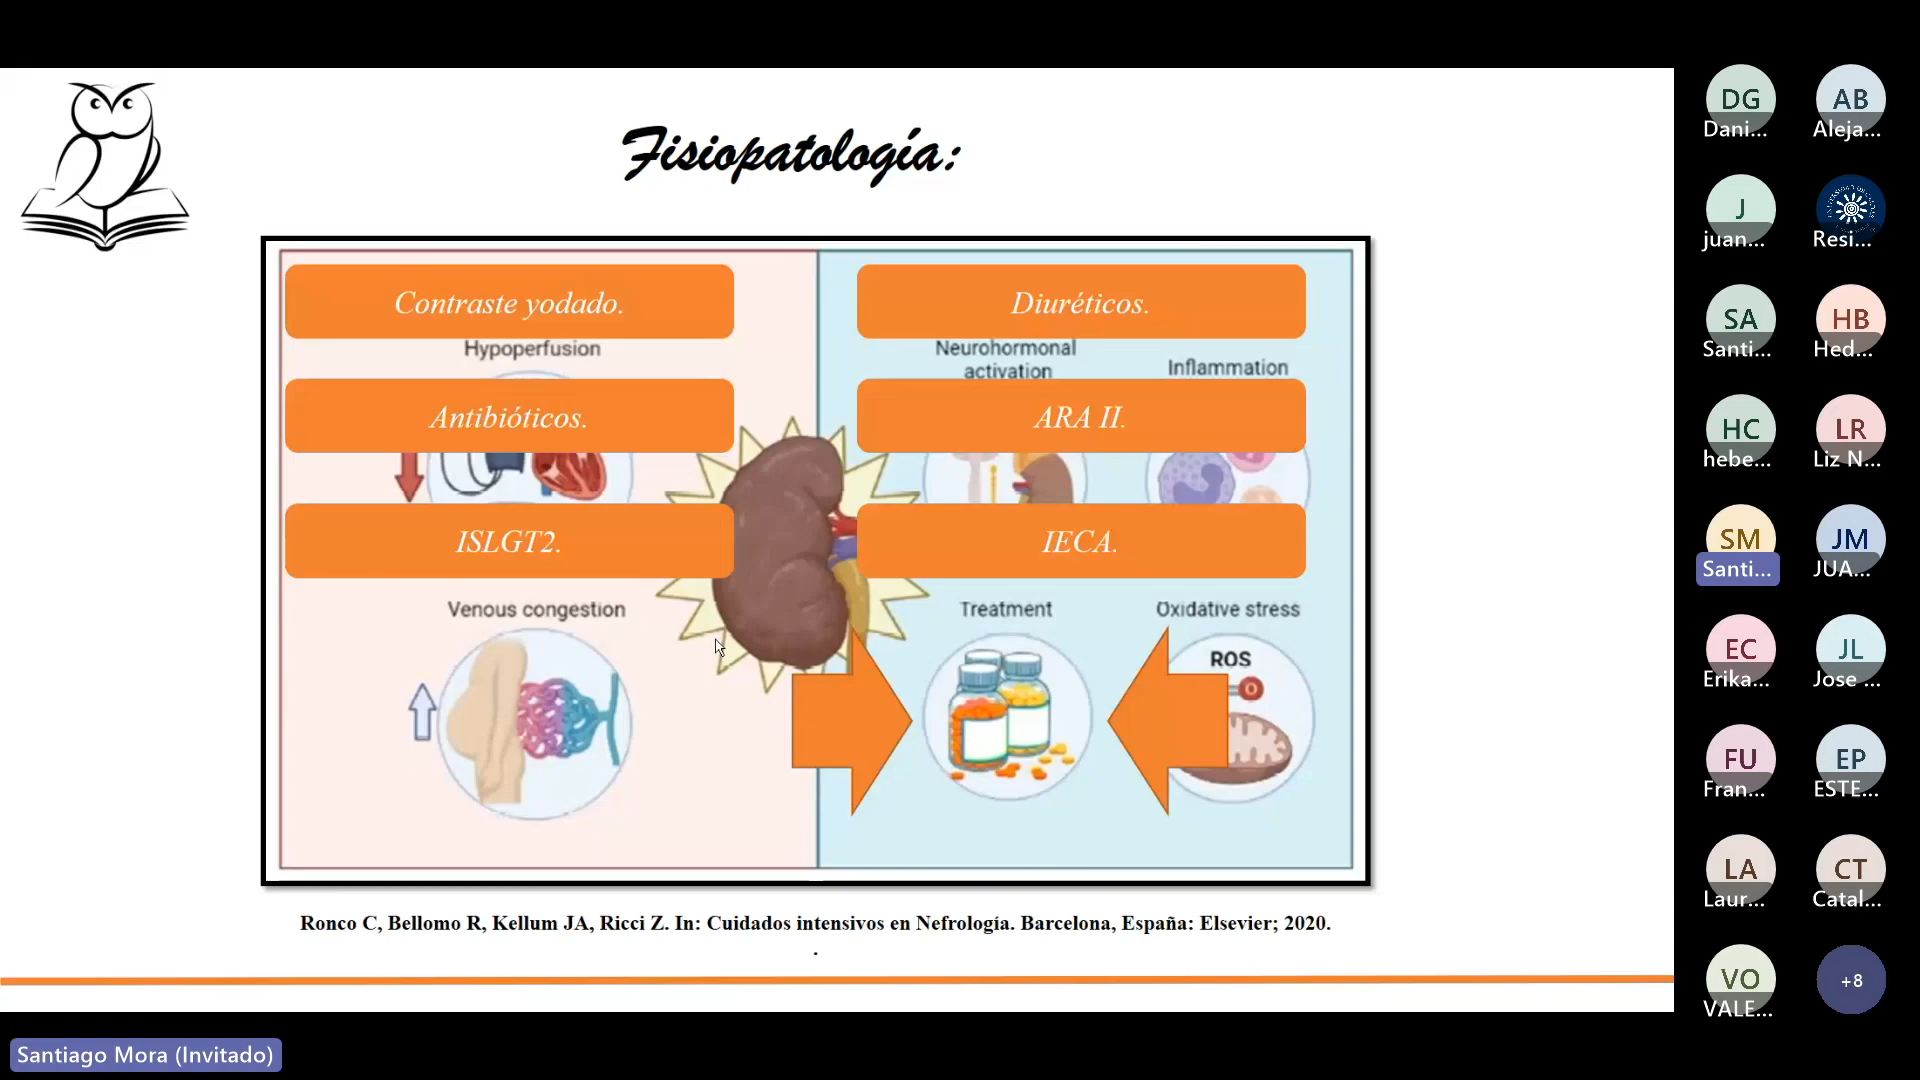 Fisiopatología:
Contraste yodado.
Diuréticos.
Hypoperfusion
Neurohormonal
activation
Inflammation
Antibióticos.
ARA II.
ISLGT2.
IECA.
Venous congestion
Treatment
Oxidative stress
ROS
O
Ronco C, Bellomo R, Kellum JA, Ricci Z. In: Cuidados intensivos en Nefrología. Barcelona, España: Elsevier; 2020.
.
DG
Dani...
AB
Aleja...
J
juan...
Resi...
SA
Santi...
HB
Hed...
HC
hebe...
LR
Liz N...
SM
Santi...
JM
JUA...
EC
Erika...
JL
Jose ...
FU
Fran...
EP
ESTE...
LA
Laur...
CT
Catal...
VO
VALE...
+8
Santiago Mora (Invitado)